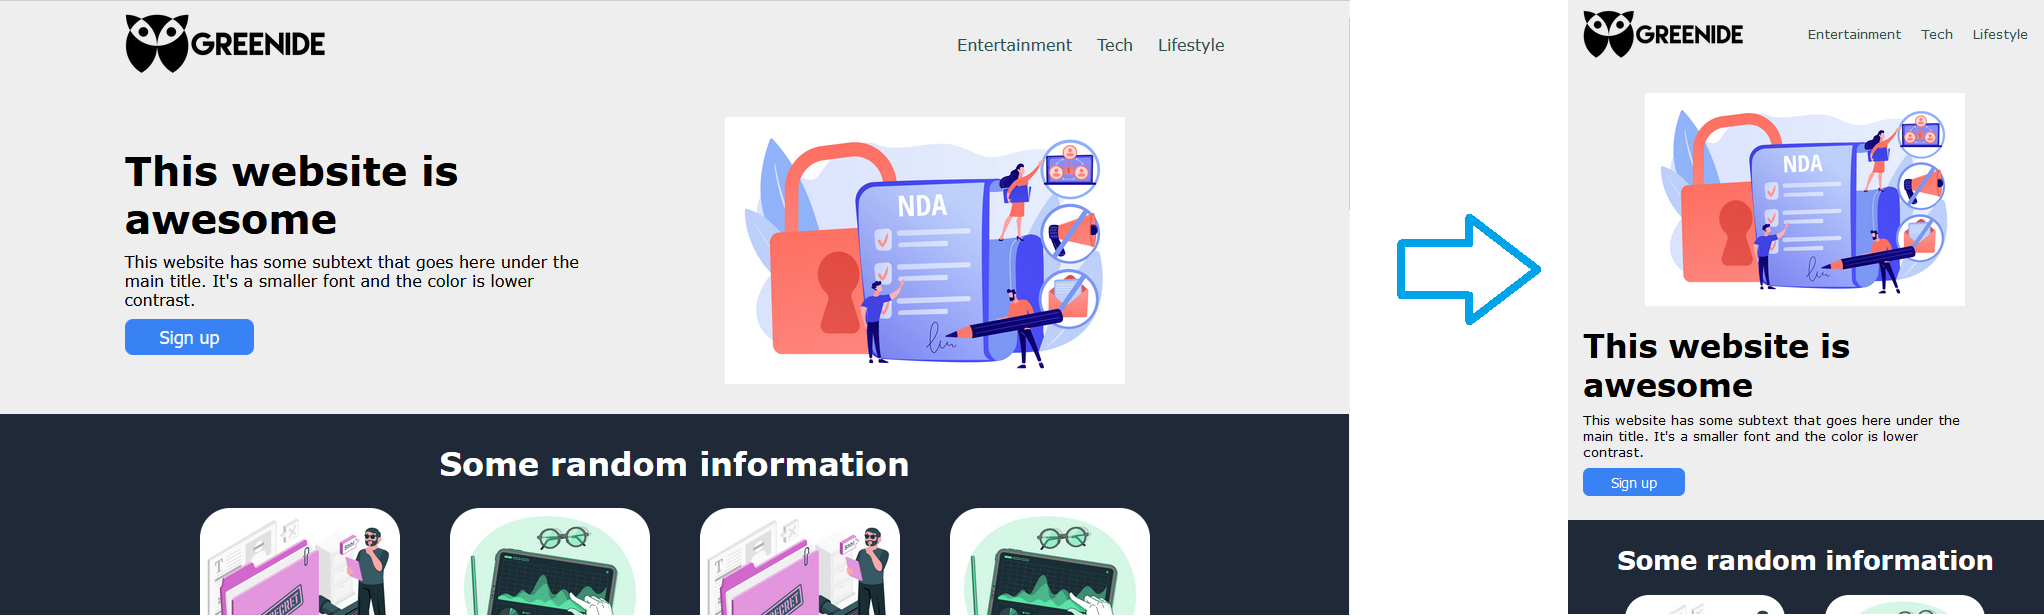 GREENIDE
Entertainment Tech Lifestyle
This website is
awesome
This website has some subtext that goes here under the
main title. It's a smaller font and the color is lower
contrast.
Sign up
NDA
Some random information
T
SECRET
GREENIDE
Entertainment Tech Lifestyle
NDA
This website is
awesome
This website has some subtext that goes here under the
main title. It's a smaller font and the color is lower
contrast.
Sign up
Some random information